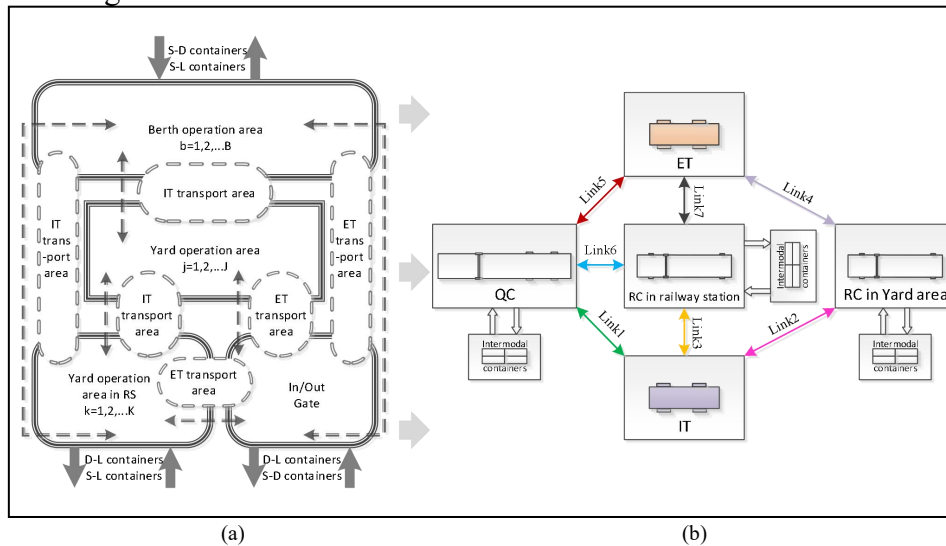 S-D containers
S-L containers
Berth operation area
b=1,2,...B
IT transport area
IT
trans
-port
area
ET
trans
-port
area
Yard operation area
j=1,2,...J
IT
transport
area
ET
transport
area
ET transport
area
Yard operation
area in RS
k=1,2,...K
In/Out
Gate
D-L containers
S-L containers
D-L containers
S-D containers
(a)
ET
Link5
Link7
Link4
Link6
QC
RC in railway station
Intermodal
containers
RC in Yard area
Link1
Link3
Link2
Intermodal
containers
Intermodal
containers
IT
(b)